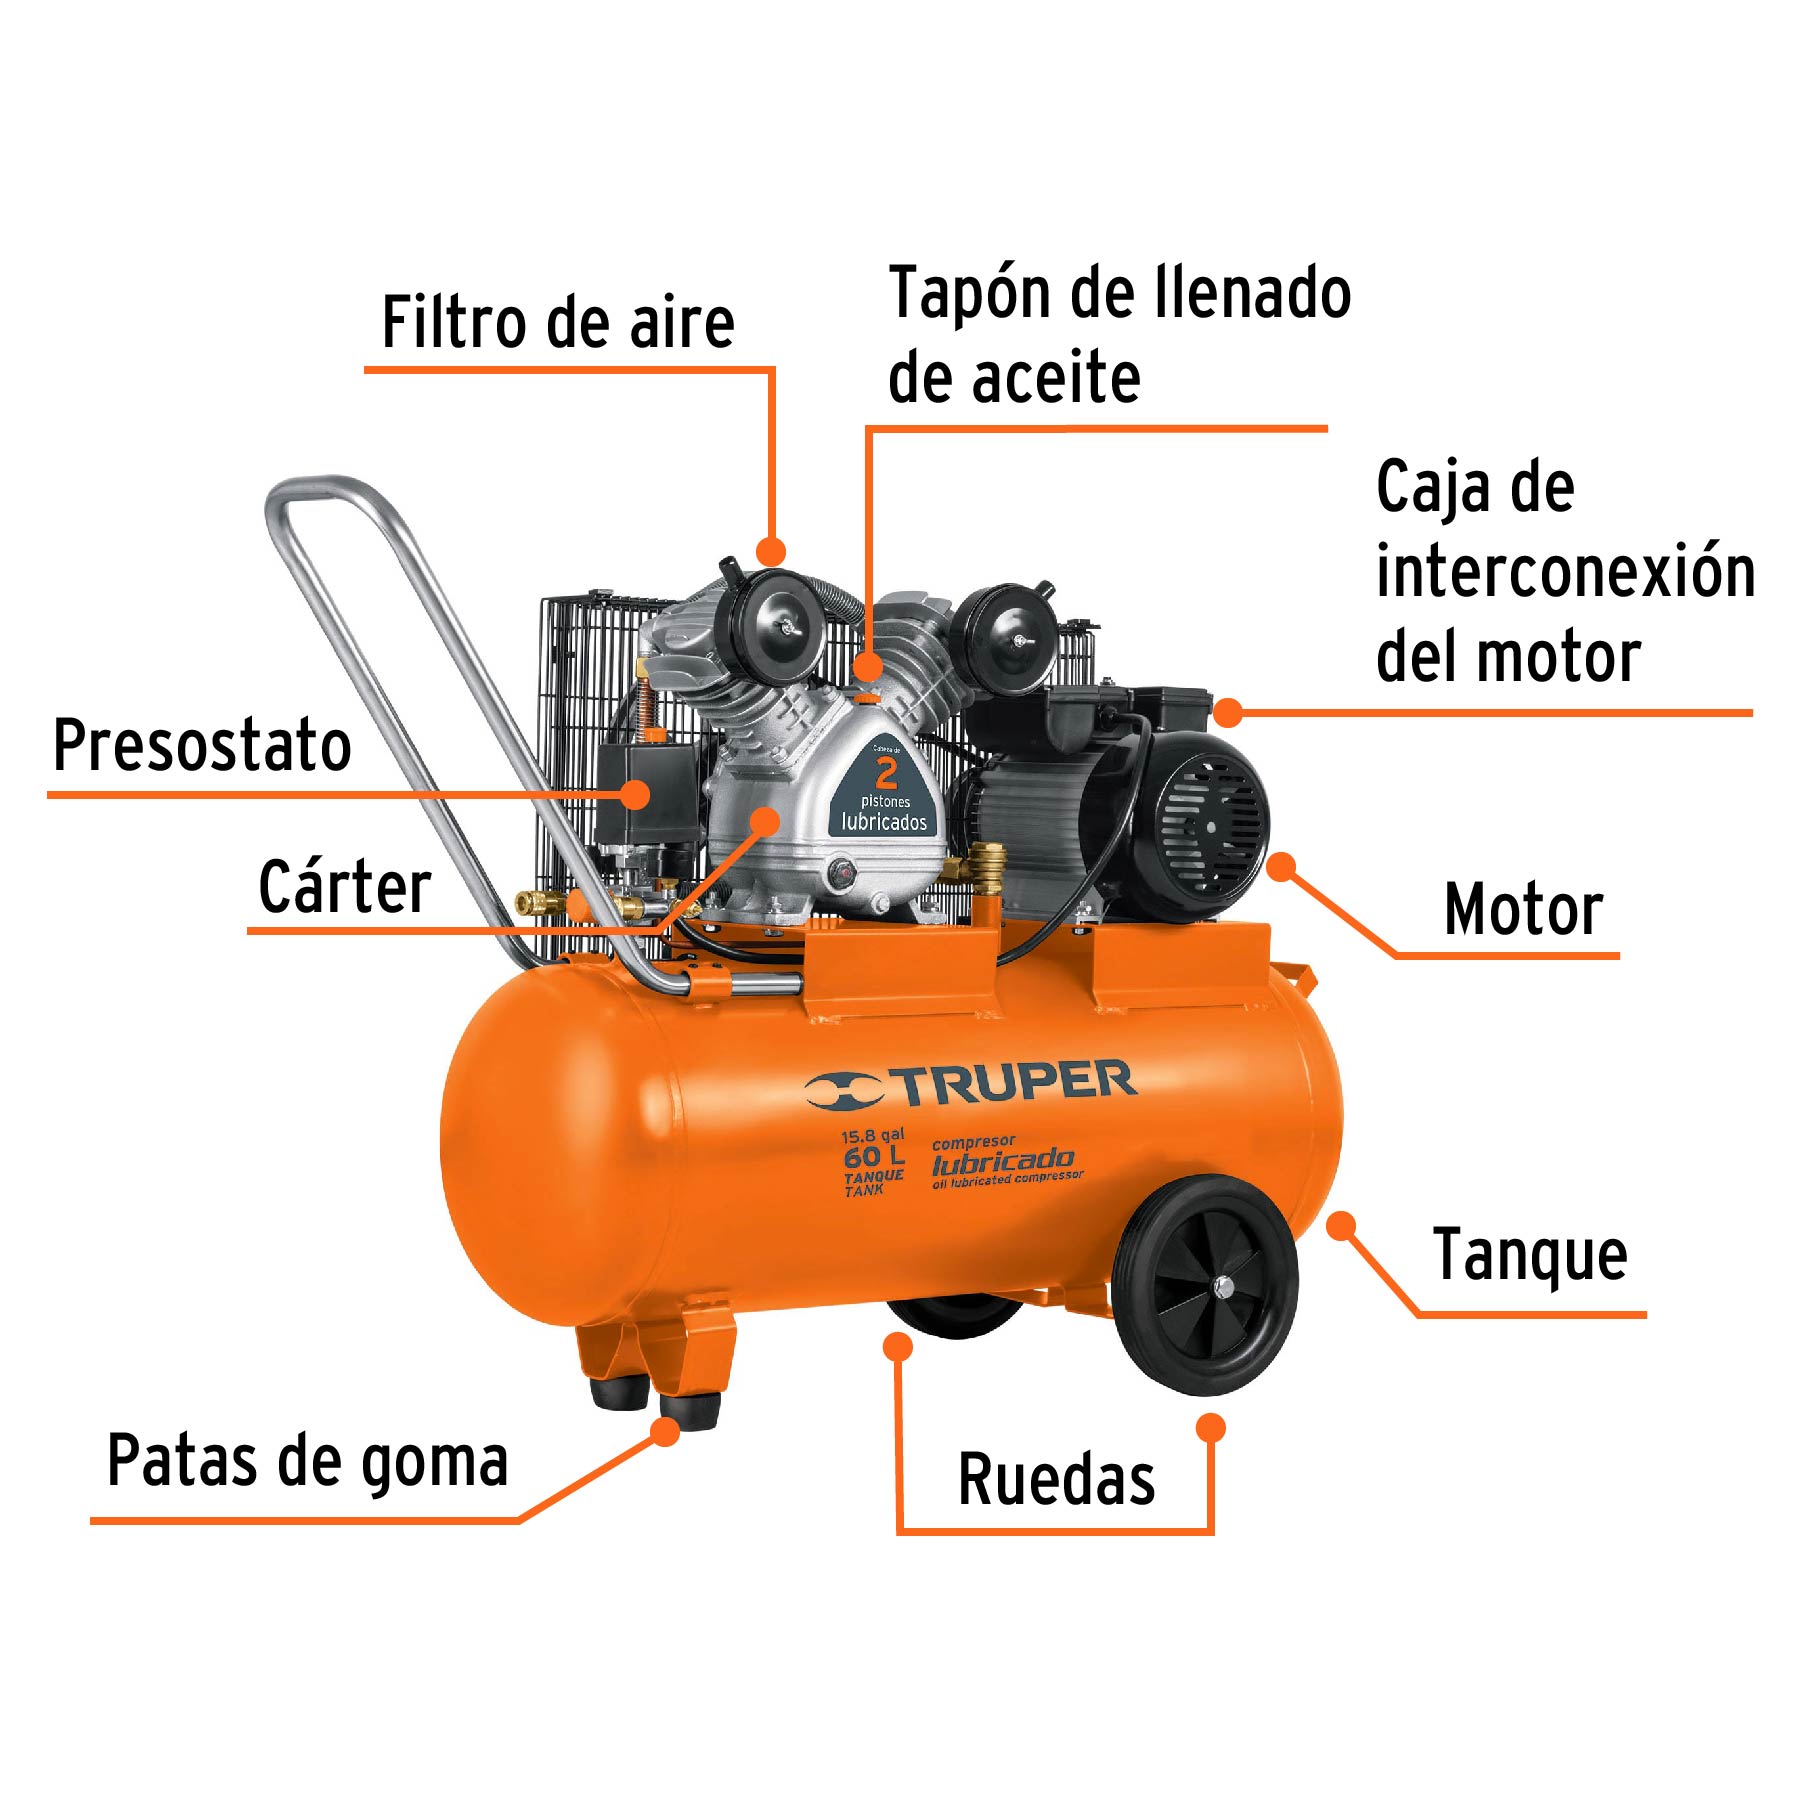 Filtro de aire
Tapón de llenado
de aceite
Caja de
interconexión
del motor
Presostato
Cabeza de
2
pistones
lubricados
Cárter
Motor
TRUPER
15.8 gal
60 L
TANQUE
TANK
compresor
lubricado
oil lubricated compressor
Tanque
Patas de goma
Ruedas